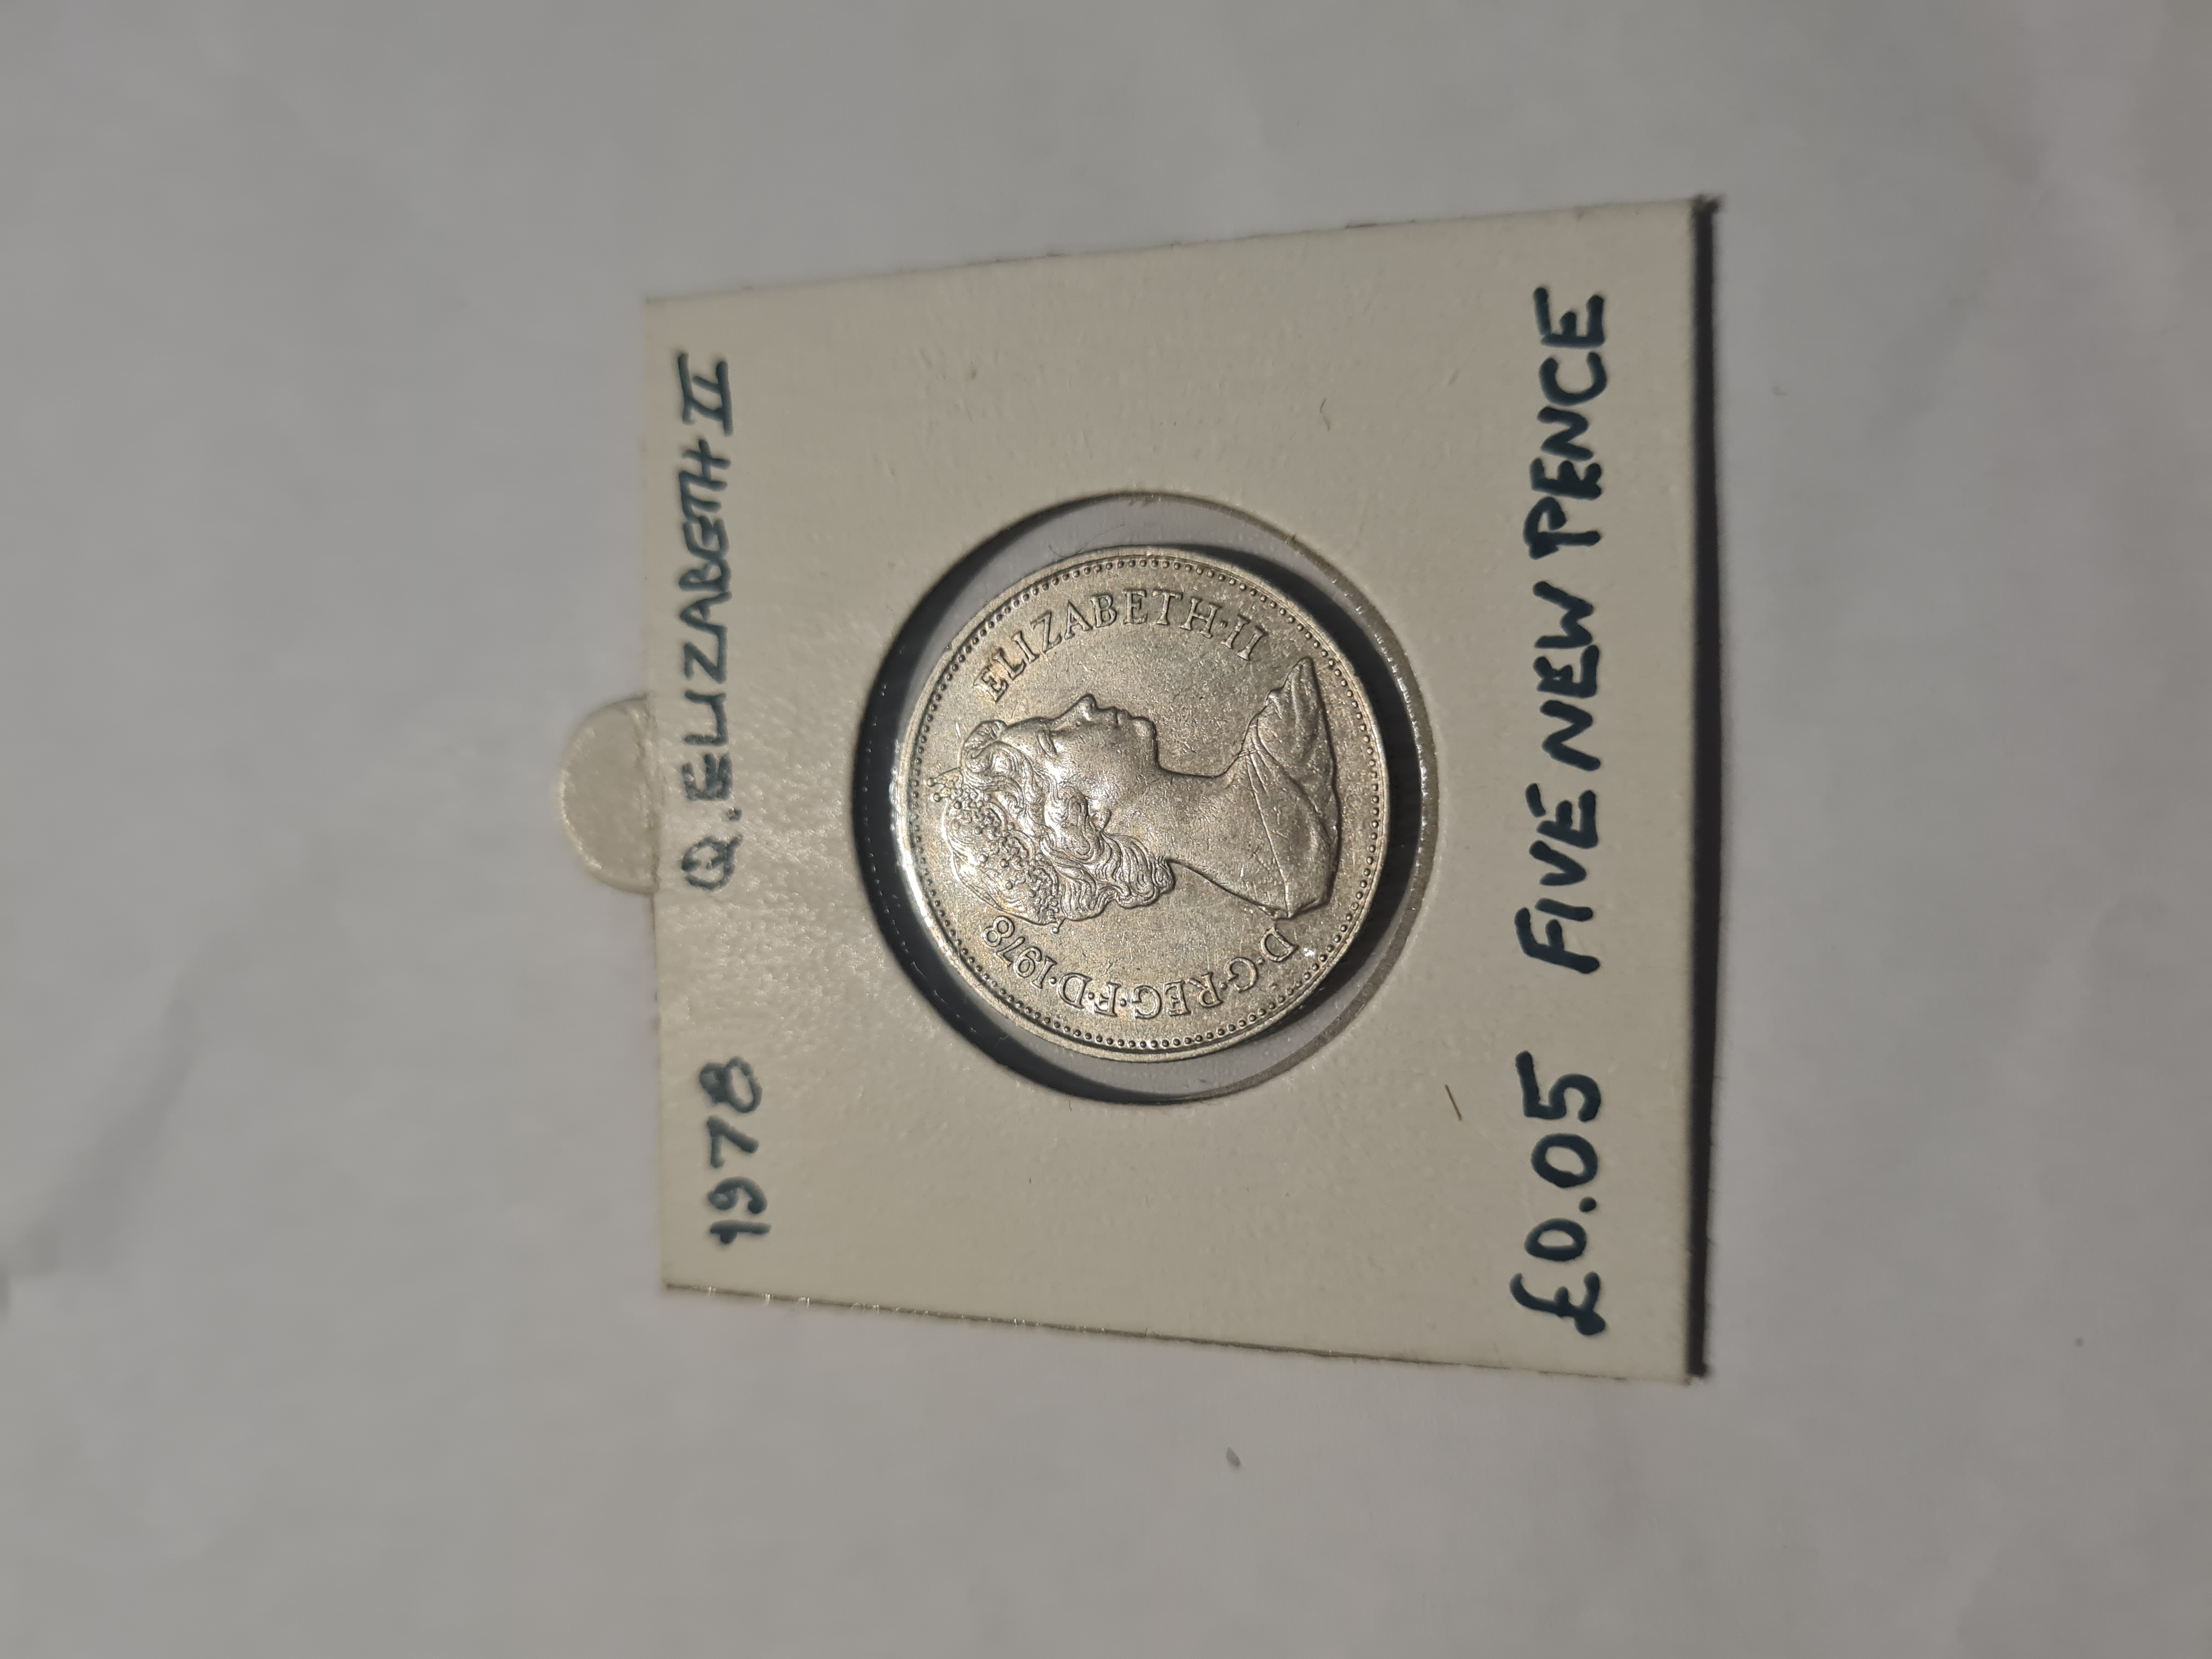 1978 Q. ELIZABETH II
D·G·REG·F·D·1978 ELIZABETH·II
£0.05 FIVE NEW PENCE